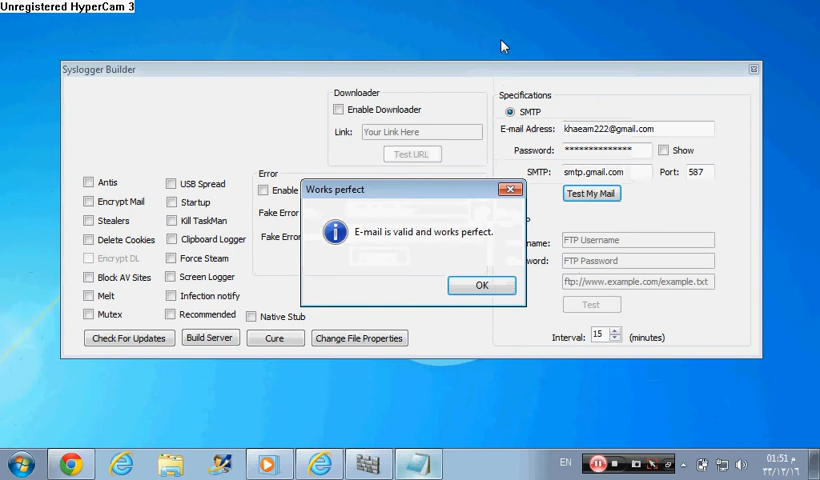 Unregistered HyperCam 3
Syslogger Builder
Downloader
Enable Downloader
Link: Your Link Here
Test URL
Specifications
SMTP
E-mail Adress: khaeam222@gmail.com
Password: ************** Show
SMTP: smtp.gmail.com Port: 587
Test My Mail
Antis
Encrypt Mail
Stealers
Delete Cookies
Encrypt DL
Block AV Sites
Melt
Mutex
USB Spread
Startup
Kill TaskMan
Clipboard Logger
Force Steam
Screen Logger
Infection notify
Recommended
Error
Enable
Fake Error
Fake Error
Native Stub
Works perfect
E-mail is valid and works perfect.
OK
name: FTP Username
word: FTP Password
ftp://www.example.com/example.txt
Test
Interval: 15 (minutes)
Check For Updates
Build Server
Cure
Change File Properties
EN
01:51 م
٣٣/١٢/١٦